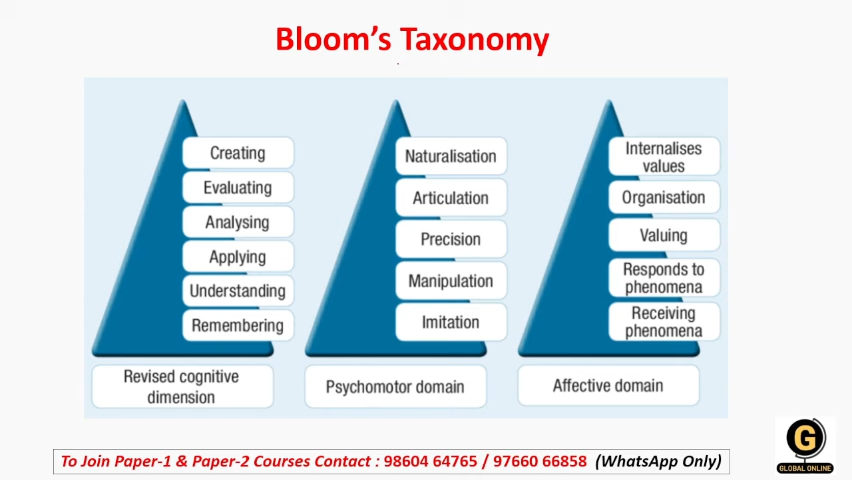 Bloom’s Taxonomy
Creating
Evaluating
Analysing
Applying
Understanding
Remembering
Revised cognitive
dimension
Naturalisation
Articulation
Precision
Manipulation
Imitation
Psychomotor domain
Internalises
values
Organisation
Valuing
Responds to
phenomena
Receiving
phenomena
Affective domain
To Join Paper-1 & Paper-2 Courses Contact : 98604 64765 / 9766 66858 (WhatsApp Only)
G
GLOBAL ONLINE